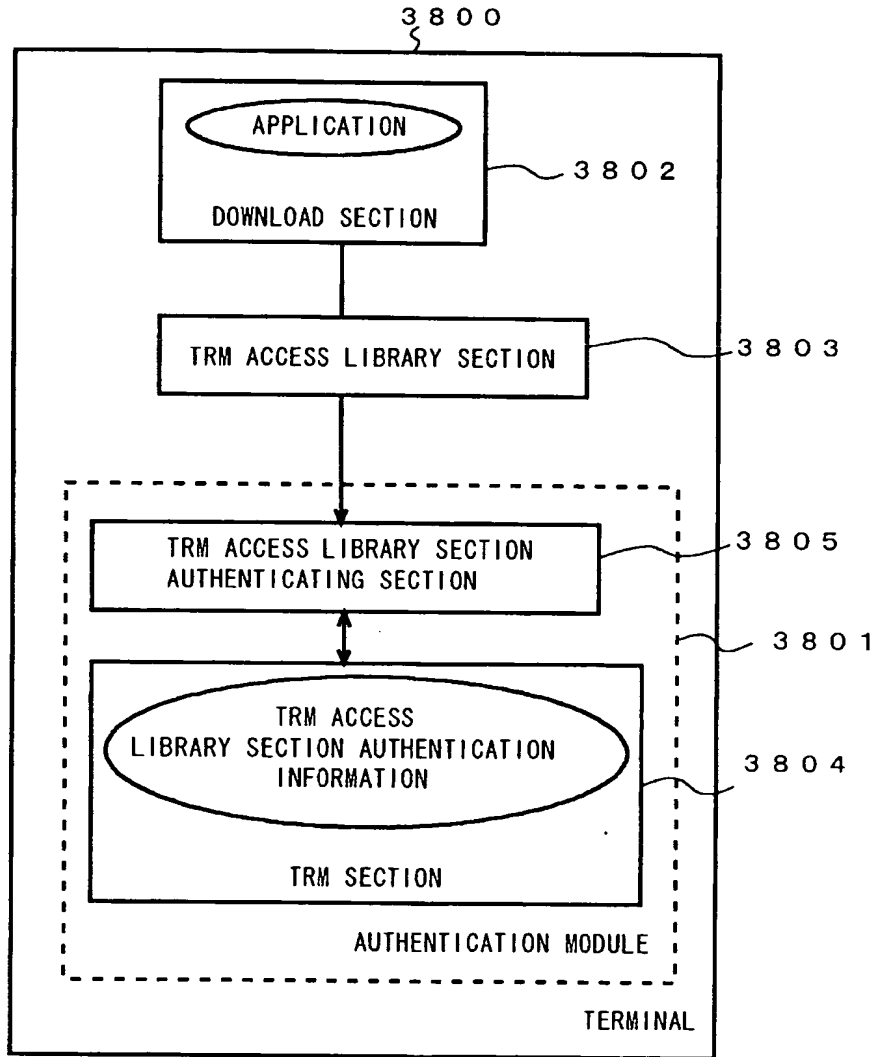 3800
APPLICATION
3802
DOWNLOAD SECTION
TRM ACCESS LIBRARY SECTION
3803
TRM ACCESS LIBRARY SECTION
AUTHENTICATING SECTION
3805
3801
TRM ACCESS
LIBRARY SECTION AUTHENTICATION
INFORMATION
3804
TRM SECTION
AUTHENTICATION MODULE
TERMINAL